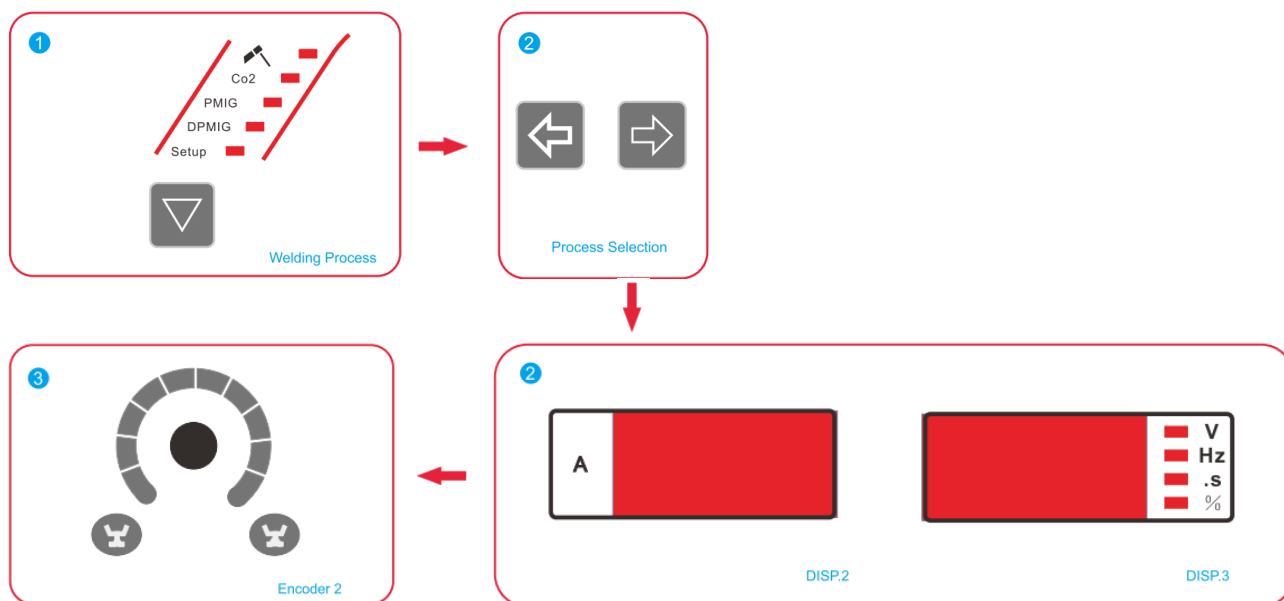 1
Co2
PMIG
DPMIG
Setup
Welding Process
2
Process Selection
3
Encoder 2
2
A
V
Hz
.s
%
DISP.2
DISP.3